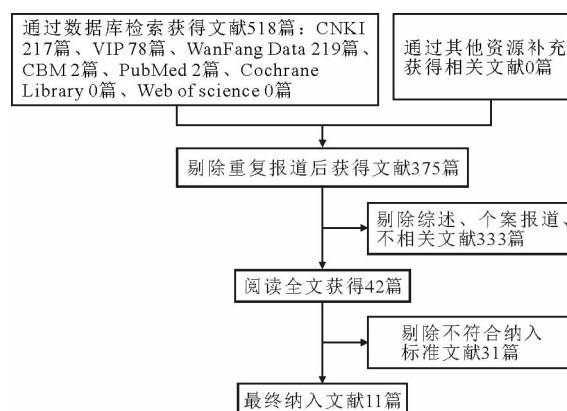 通过数据库检索获得文献518篇：CNKI
217篇、VIP 78篇、WanFang Data 219篇、
CBM 2篇、PubMed 2篇、Cochrane
Library 0篇、Web of science 0篇
通过其他资源补充
获得相关文献0篇
剔除重复报道后获得文献375篇
剔除综述、个案报道、
不相关文献333篇
阅读全文获得42篇
剔除不符合纳入
标准文献31篇
最终纳入文献11篇